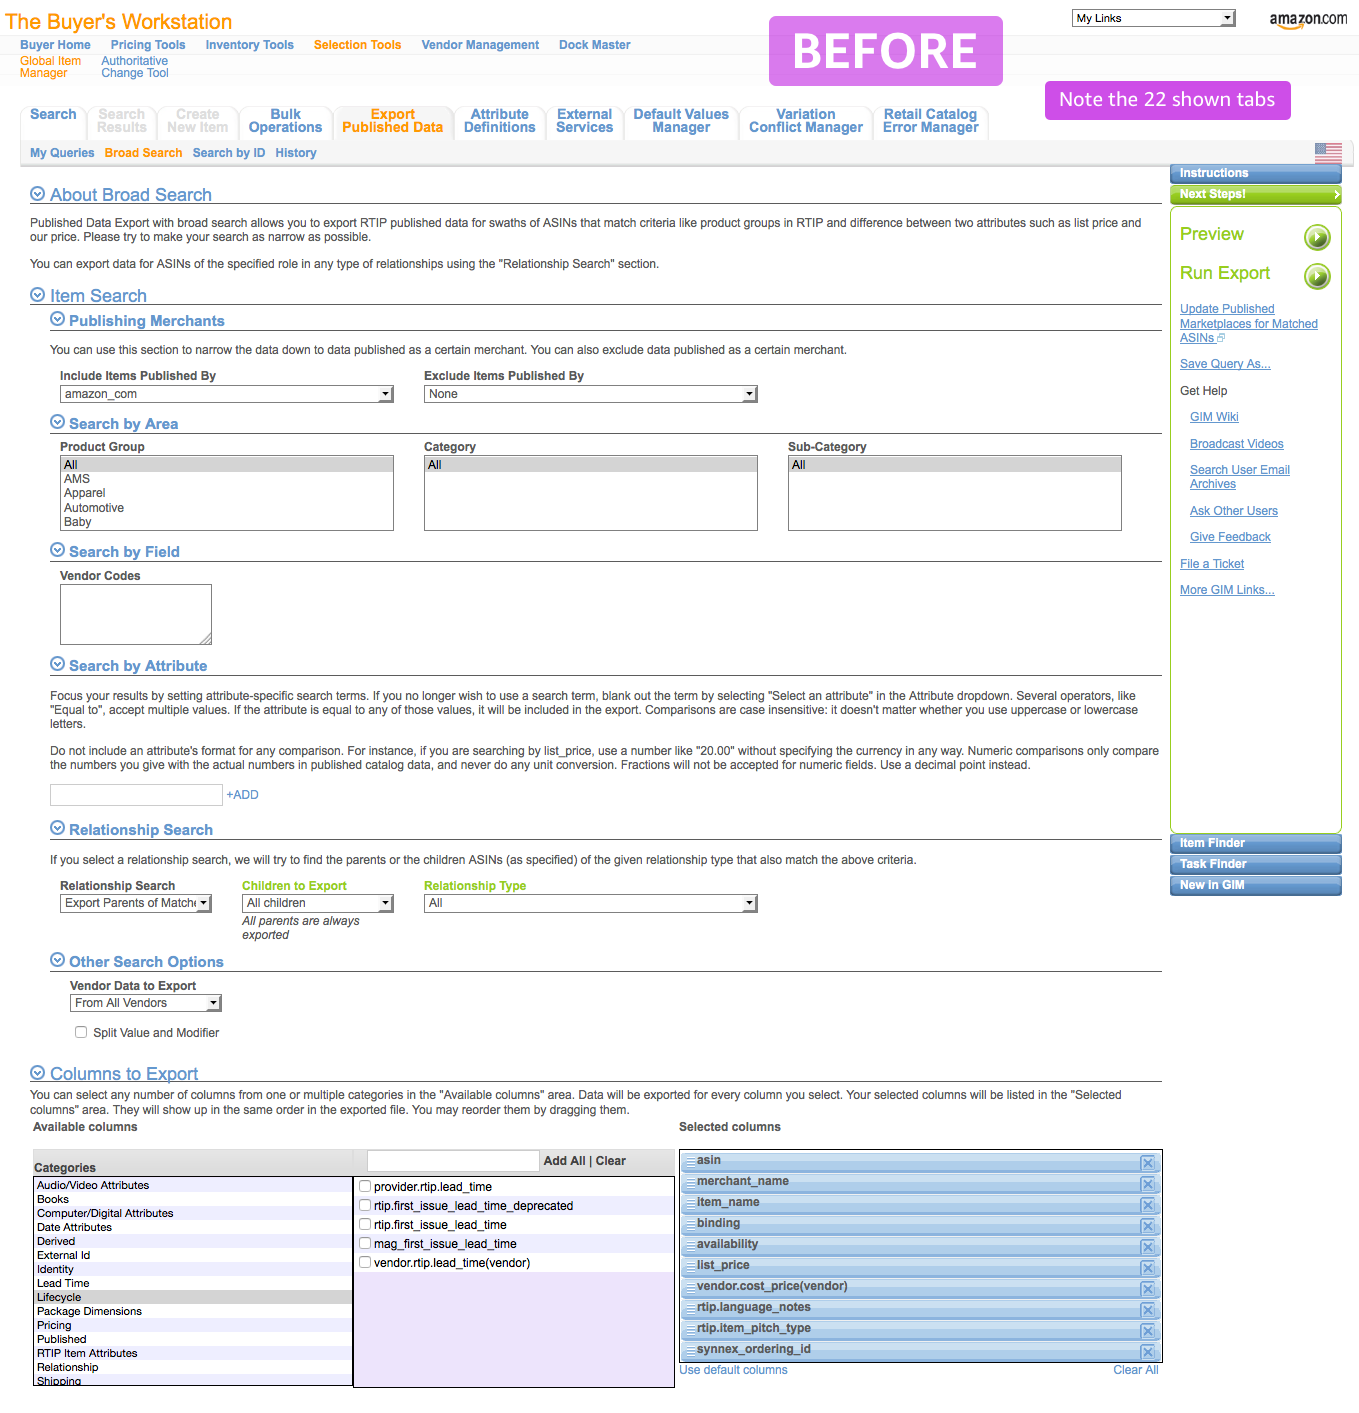 The Buyer's Workstation
My Links
amazon.com
BEFORE
Buyer Home Pricing Tools Inventory Tools Selection Tools Vendor Management Dock Master
Global Item Manager
Authoritative Change Tool
Note the 22 shown tabs
Search
Search Results
Create New Item
Bulk Operations
Export Published Data
Attribute Definitions
External Services
Default Values Manager
Variation Conflict Manager
Retail Catalog Error Manager
My Queries Broad Search Search by ID History
About Broad Search
Published Data Export with broad search allows you to export RTIP published data for swaths of ASINs that match criteria like product groups in RTIP and difference between two attributes such as list price and
our price. Please try to make your search as narrow as possible.
You can export data for ASINs of the specified role in any type of relationships using the "Relationship Search" section.
Item Search
Publishing Merchants
You can use this section to narrow the data down to data published as a certain merchant. You can also exclude data published as a certain merchant.
Include Items Published By
amazon_com
Exclude Items Published By
None
Search by Area
Product Group
All
AMS
Apparel
Automotive
Baby
Category
All
Sub-Category
All
Search by Field
Vendor Codes
Search by Attribute
Focus your results by setting attribute-specific search terms. If you no longer wish to use a search term, blank out the term by selecting "Select an attribute" in the Attribute dropdown. Several operators, like
"Equal to", accept multiple values. If the attribute is equal to any of those values, it will be included in the export. Comparisons are case insensitive: it doesn't matter whether you use uppercase or lowercase
letters.
Do not include an attribute's format for any comparison. For instance, if you are searching by list_price, use a number like "20.00" without specifying the currency in any way. Numeric comparisons only compare
the numbers you give with the actual numbers in published catalog data, and never do any unit conversion. Fractions will not be accepted for numeric fields. Use a decimal point instead.
+ADD
Relationship Search
If you select a relationship search, we will try to find the parents or the children ASINs (as specified) of the given relationship type that also match the above criteria.
Relationship Search
Export Parents of Matche
Children to Export
All children
All parents are always
exported
Relationship Type
All
Other Search Options
Vendor Data to Export
From All Vendors
Split Value and Modifier
Columns to Export
You can select any number of columns from one or multiple categories in the "Available columns" area. Data will be exported for every column you select. Your selected columns will be listed in the "Selected
columns" area. They will show up in the same order in the exported file. You may reorder them by dragging them.
Available columns
Categories
Audio/Video Attributes
Books
Computer/Digital Attributes
Date Attributes
Derived
External Id
Identity
Lead Time
Lifecycle
Package Dimensions
Pricing
Published
RTIP Item Attributes
Relationship
Shipping
Add All | Clear
provider.rtip.lead_time
rtip.first_issue_lead_time_deprecated
rtip.first_issue_lead_time
mag_first_issue_lead_time
vendor.rtip.lead_time(vendor)
Selected columns
asin
merchant_name
item_name
binding
availability
list_price
vendor.cost_price(vendor)
rtip.language_notes
rtip.item_pitch_type
synnex_ordering_id
Use default columns
Clear All
Instructions
Next Steps!
Preview
Run Export
Update Published
Marketplaces for Matched
ASINs
Save Query As...
Get Help
GIM Wiki
Broadcast Videos
Search User Email
Archives
Ask Other Users
Give Feedback
File a Ticket
More GIM Links...
Item Finder
Task Finder
New in GIM